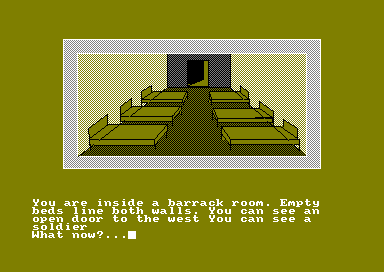 You are inside a barrack room. Empty
beds line both walls. You can see an
open door to the west You can see a
soldier
What now?...